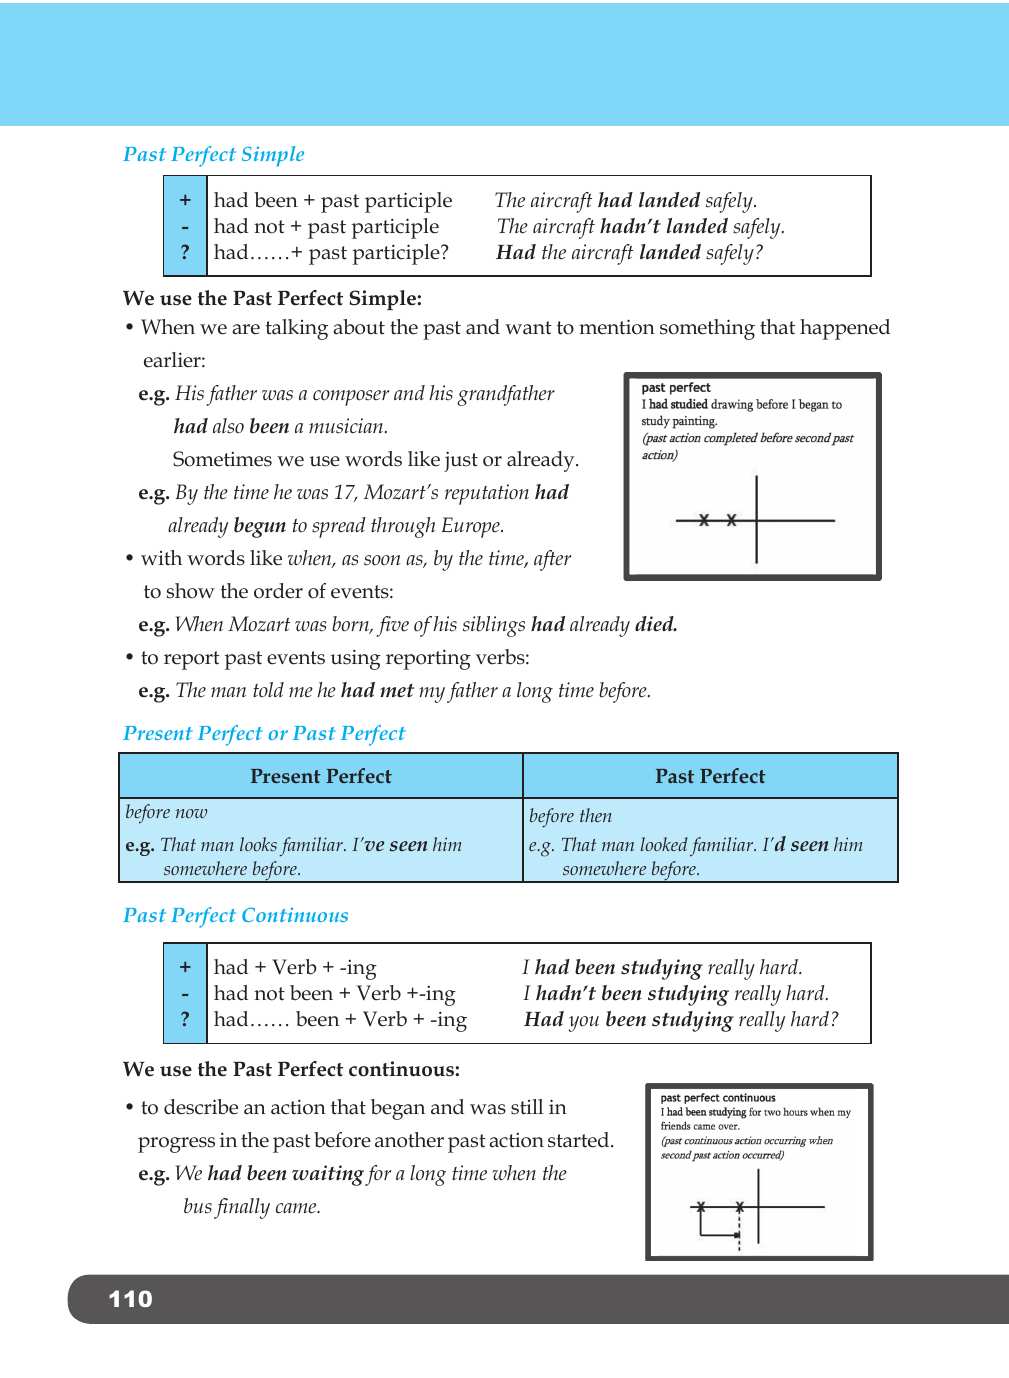 Past Perfect Simple
+ had been + past participle The aircraft had landed safely.
- had not + past participle The aircraft hadn't landed safely.
? had......+ past participle? Had the aircraft landed safely?
We use the Past Perfect Simple:
• When we are talking about the past and want to mention something that happened
earlier:
e.g. His father was a composer and his grandfather
had also been a musician.
Sometimes we use words like just or already.
e.g. By the time he was 17, Mozart's reputation had
already begun to spread through Europe.
• with words like when, as soon as, by the time, after
to show the order of events:
past perfect
I had studied drawing before I began to
study painting.
(past action completed before second past
action)
x x
e.g. When Mozart was born, five of his siblings had already died.
• to report past events using reporting verbs:
e.g. The man told me he had met my father a long time before.
Present Perfect or Past Perfect
Present Perfect Past Perfect
before now
e.g. That man looks familiar. I've seen him
somewhere before.
before then
e.g. That man looked familiar. I'd seen him
somewhere before.
Past Perfect Continuous
+ had + Verb + -ing I had been studying really hard.
- had not been + Verb +-ing I hadn't been studying really hard.
? had...... been + Verb + -ing Had you been studying really hard?
We use the Past Perfect continuous:
• to describe an action that began and was still in
progress in the past before another past action started.
e.g. We had been waiting for a long time when the
bus finally came.
past perfect continuous
I had been studying for two hours when my
friends came over.
(past continuous action occurring when
second past action occurred)
x x
110